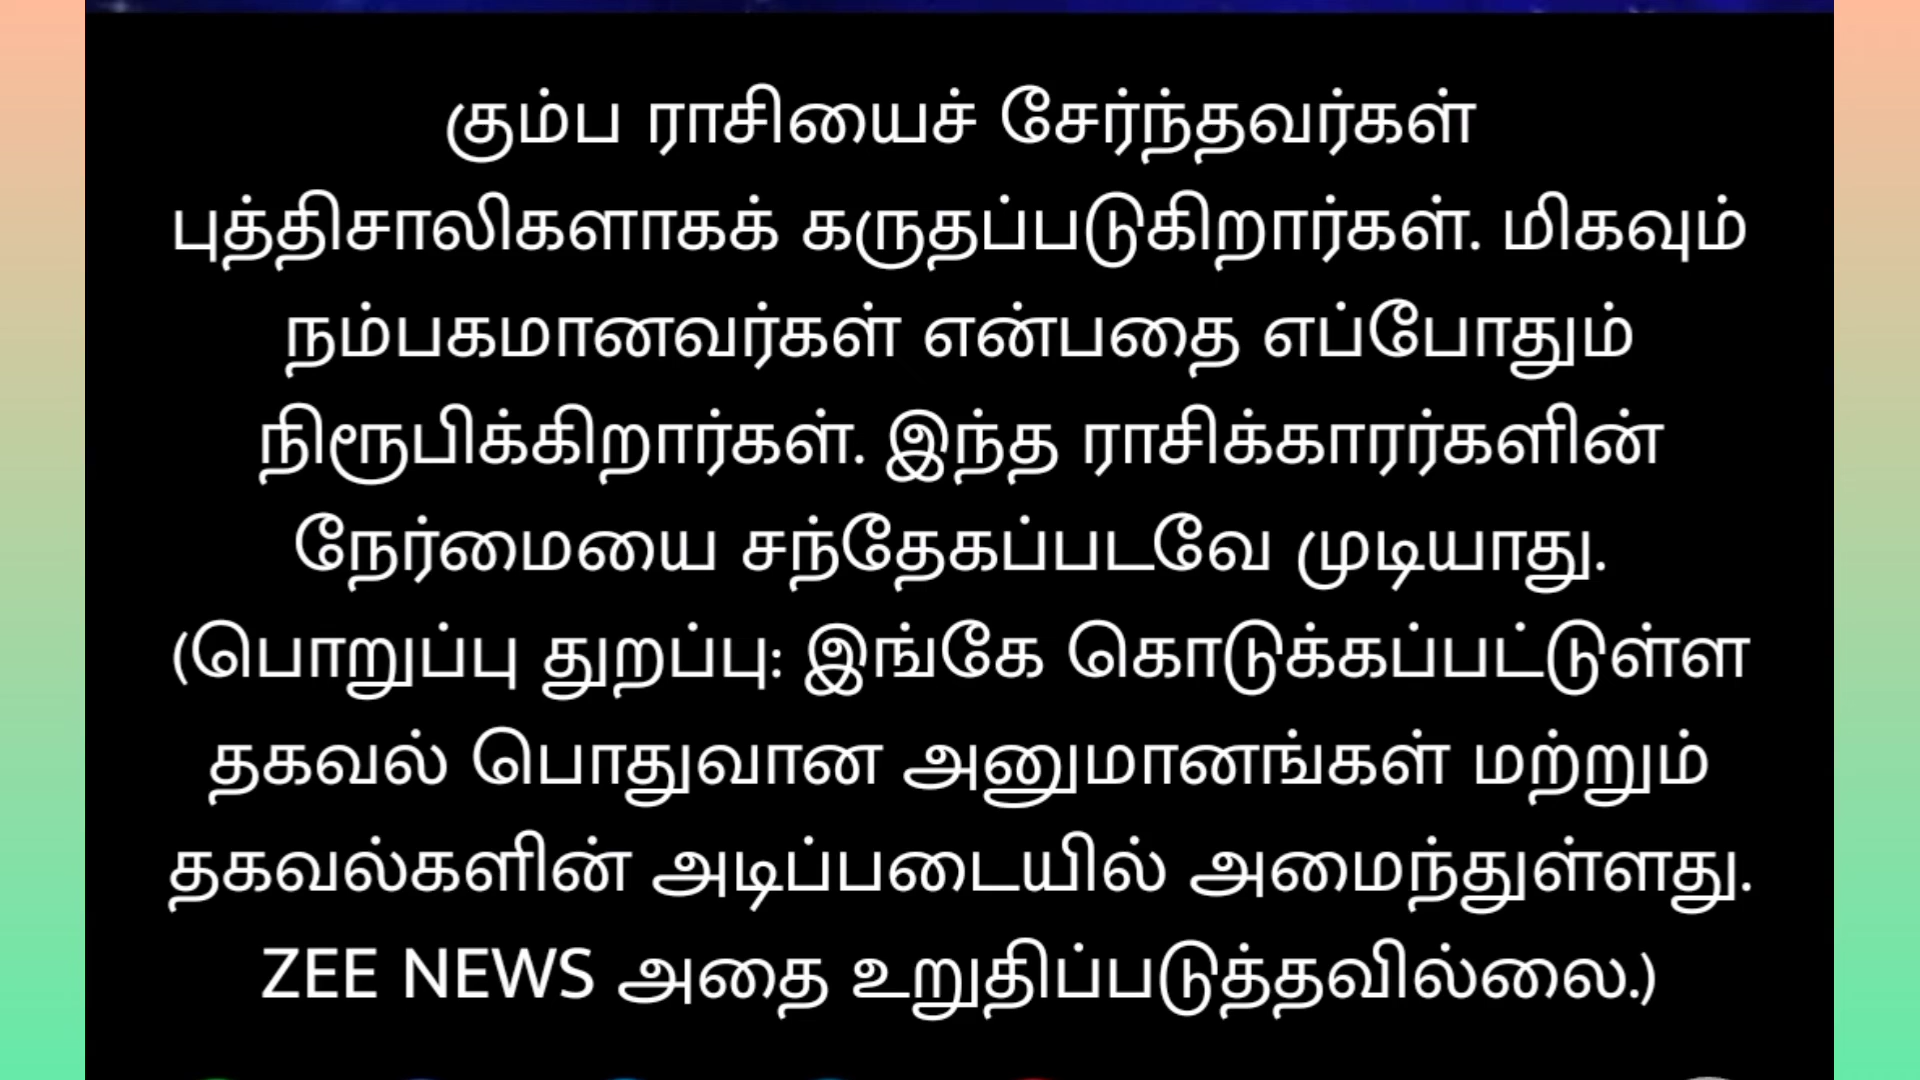 கும்ப ராசியைச் சேர்ந்தவர்கள்
புத்திசாலிகளாகக் கருதப்படுகிறார்கள். மிகவும்
நம்பகமானவர்கள் என்பதை எப்போதும்
நிரூபிக்கிறார்கள். இந்த ராசிக்காரர்களின்
நேர்மையை சந்தேகப்படவே முடியாது.
(பொறுப்பு துறப்பு: இங்கே கொடுக்கப்பட்டுள்ள
தகவல் பொதுவான அனுமானங்கள் மற்றும்
தகவல்களின் அடிப்படையில் அமைந்துள்ளது.
ZEE NEWS அதை உறுதிப்படுத்தவில்லை.)